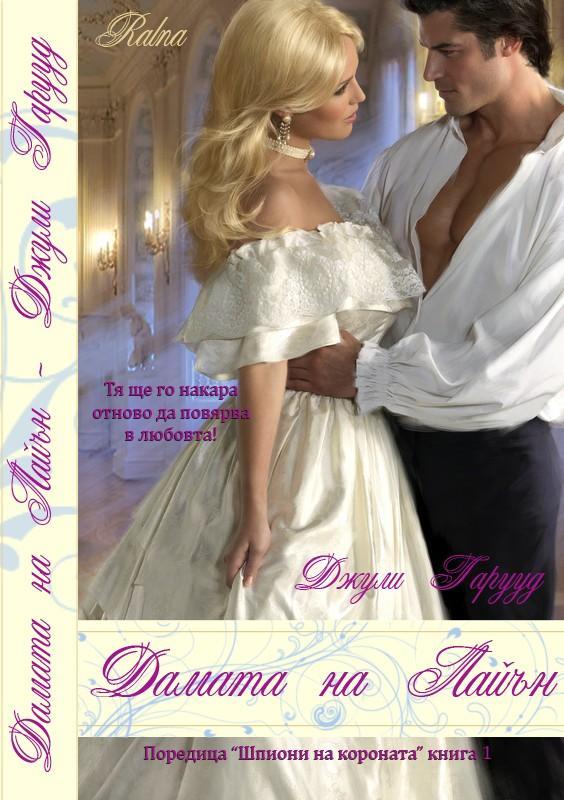 Ralna
Дамата на Лайън ~ Джули Гарууд
Тя ще го накара
отново да повярва
в любовта!
Джули Гарууд
Дамата на Лайън
Поредица “Шпиони на короната” книга 1